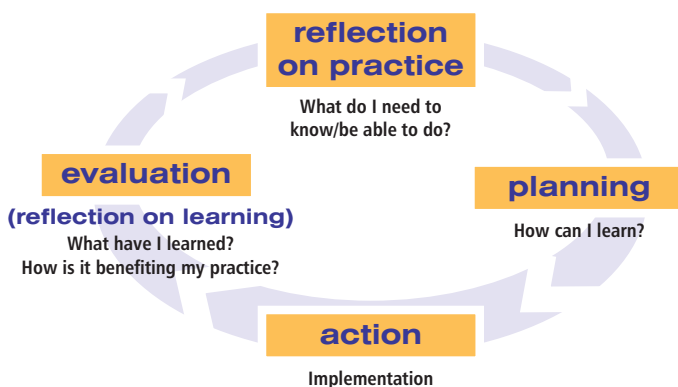 reflection
on practice
What do I need to
know/be able to do?
evaluation
(reflection on learning)
What have I learned?
How is it benefiting my practice?
planning
How can I learn?
action
Implementation